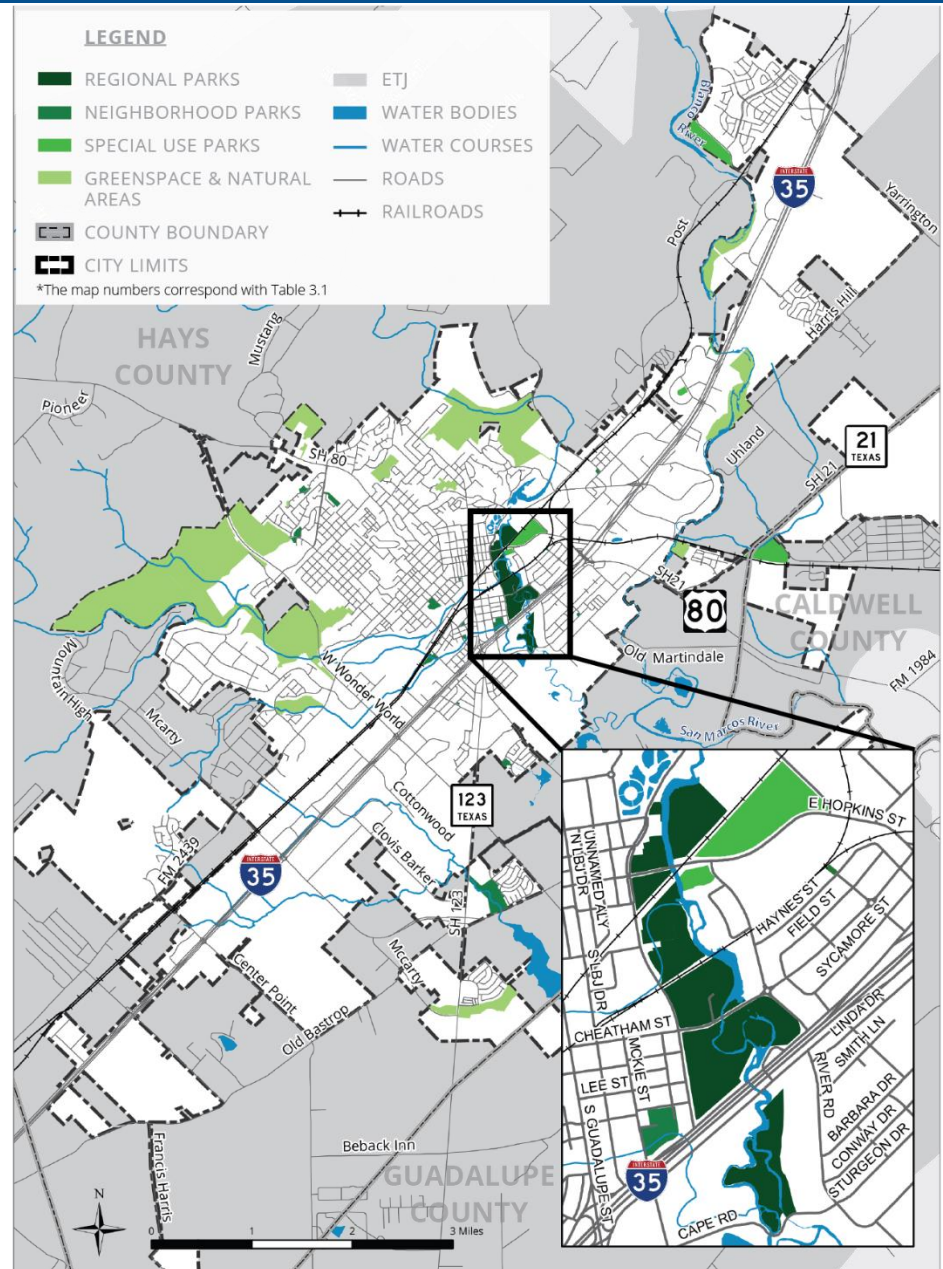 LEGEND
REGIONAL PARKS
NEIGHBORHOOD PARKS
SPECIAL USE PARKS
GREENSPACE & NATURAL
AREAS
COUNTY BOUNDARY
CITY LIMITS
*The map numbers correspond with Table 3.1
ETJ
WATER BODIES
WATER COURSES
ROADS
RAILROADS
Blanco
River
INTERSTATE
35
Yarrington
Post
Harris Hill
HAYS
COUNTY
Mustang
Pioneer
SH 80
Uhland
21
TEXAS
SH 21
SH21
80
CALDWELL
COUNTY
Old Martindale
FM 1984
San Marcos River
Mountain High
Mcarty
W Wonder World
Cottonwood
123
TEXAS
Clovis Barker
FM 2439
INTERSTATE
35
SH 123
Mccarty
Center Point
Old Bastrop
Francis Harris
Beback Inn
GUADALUPE
COUNTY
N
0 1 2 3 Miles
E HOPKINS ST
UNNAMED ALY
N LBJ DR
HAYNES ST
FIELD ST
SYCAMORE ST
S LBJ DR
CHEATHAM ST
LINDA DR
SMITH LN
MCKIE ST
LEE ST
RIVER RD
BARBARA DR
CONWAY DR
STURGEON DR
S GUADALUPE ST
INTERSTATE
35
CAPE RD